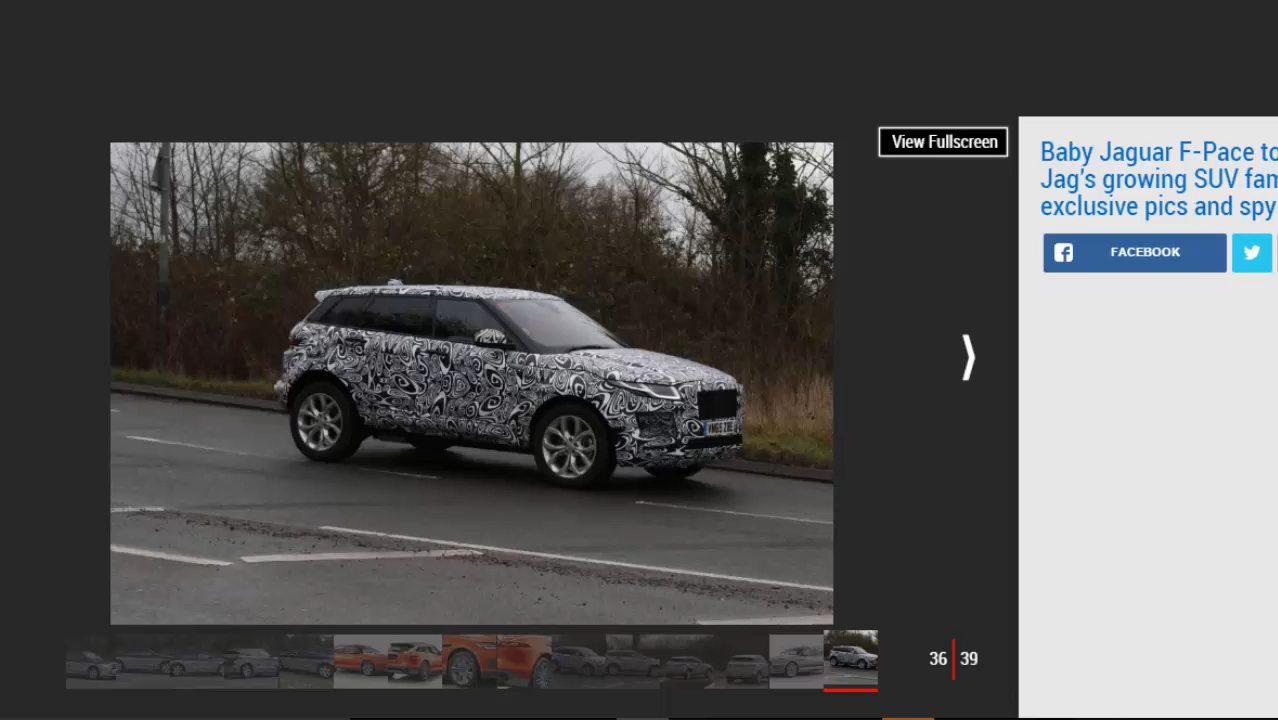 View Fullscreen
Baby Jaguar F-Pace to
Jag's growing SUV fam
exclusive pics and spy
FACEBOOK
36 39